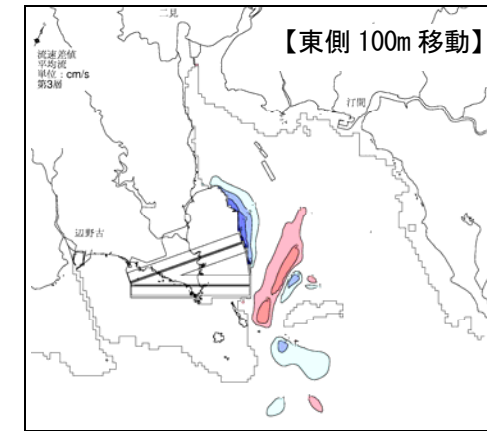 二見
【東側 100m 移動】
流速差値
平均流
単位：cm/s
第3層
汀間
辺野古